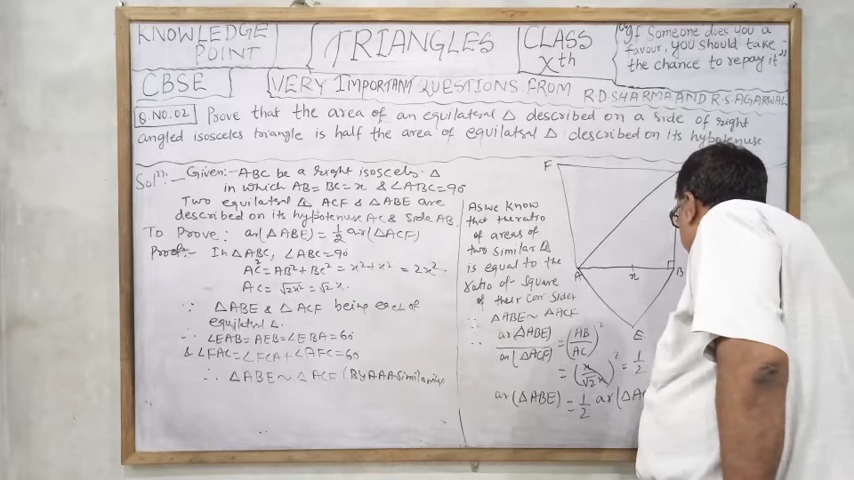 KNOWLEDGE
POINT
TRIANGLES
CLASS
Xth
"If Someone does you a
favour, you should take
the chance to repay it"
CBSE
VERY IMPORTANT QUESTIONS FROM R.D SHARMA AND R.S. AGARWAL
Q.NO.02 Prove that the area of an equilateral Δ described on a side of right
angled isosceles triangle is half the area of equilateral Δ described on its hypotenuse
Solⁿ:- Given:- ABC be a right isosceles Δ
in which AB = BC = x & ∠ABC = 90
Two equilateral Δs ACF & ΔABE are
described on its hypotenuse AC & Side AB.
To Prove: ar(ΔABE) = 1/2 ar(ΔACF)
Proof:- In ΔABC, ∠ABC = 90
AC² = AB² + BC² = x² + x² = 2x²
AC = √2x² = √2 x.
∵ ΔABE & ΔACF being each of
equilateral Δ.
∴ ∠EAB = AEB = ∠EBA = 60
& ∠FAC = ∠FCA + ∠AFC = 60
∴ ΔABE ~ ΔACF (By AAA Similarity
As we know
that the ratio
of areas of
two similar Δs
is equal to the
ratio of square
of their Corr Sides
∵ ΔABE ~ ΔACF
∴ ar(ΔABE) / ar(ΔACF) = (AB/AC)²
= (x/√2x)² = 1/2
ar(ΔABE) = 1/2 ar(ΔA
F
A
x
B
E